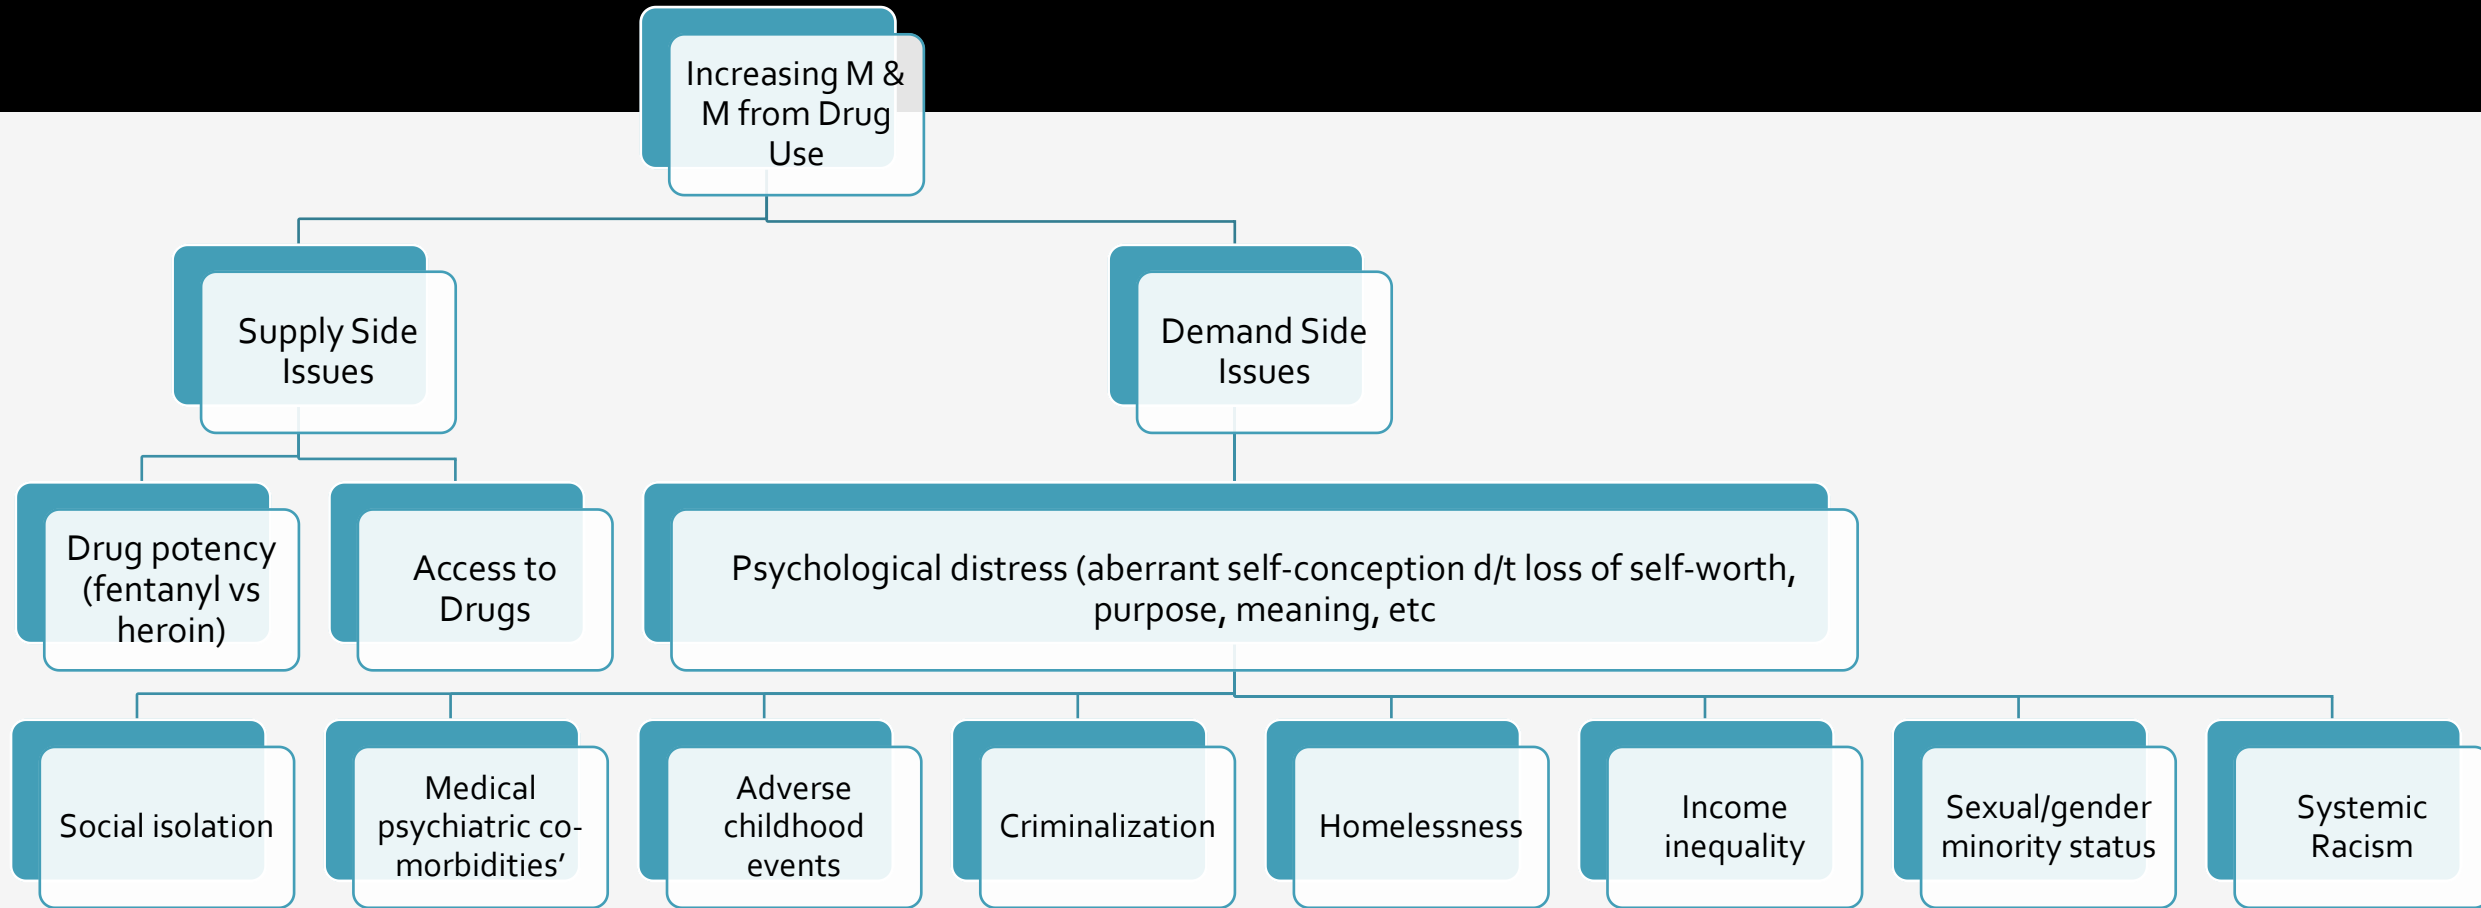 Increasing M &
M from Drug
Use
Supply Side
Issues
Demand Side
Issues
Drug potency
(fentanyl vs
heroin)
Access to
Drugs
Psychological distress (aberrant self-conception d/t loss of self-worth,
purpose, meaning, etc
Social isolation
Medical
psychiatric co-
morbidities’
Adverse
childhood
events
Criminalization
Homelessness
Income
inequality
Sexual/gender
minority status
Systemic
Racism